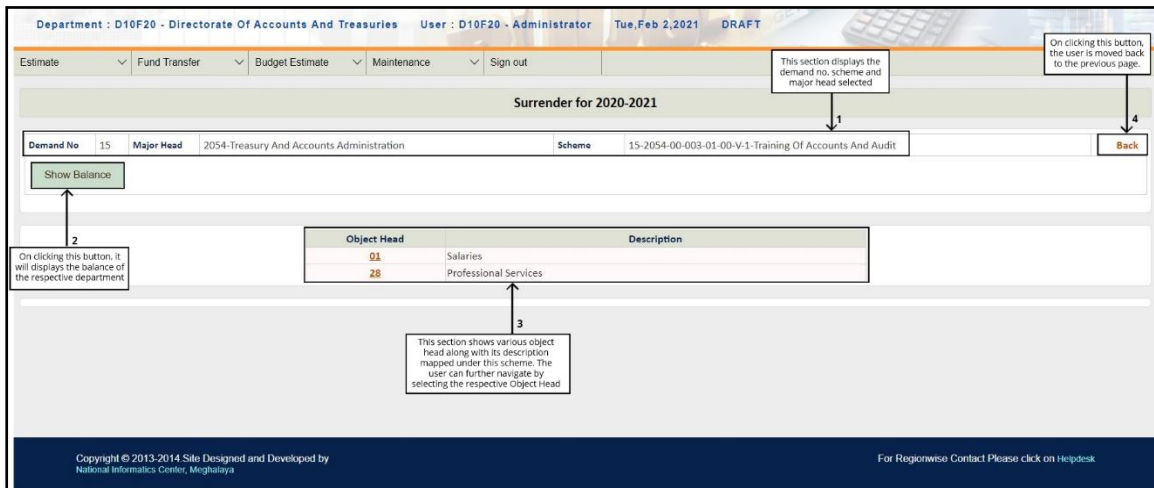 Department : D10F20 - Directorate Of Accounts And Treasuries User : D10F20 - Administrator Tue,Feb 2,2021 DRAFT
On clicking this button,
the user is moved back
to the previous page.
Estimate Fund Transfer Budget Estimate Maintenance Sign out
This section displays the
demand no, scheme and
major head selected
Surrender for 2020-2021
1
4
Demand No 15 Major Head 2054-Treasury And Accounts Administration Scheme 15-2054-00-003-01-00-V-1-Training Of Accounts And Audit Back
Show Balance
2
On clicking this button, it
will displays the balance of
the respective department
Object Head Description
01 Salaries
28 Professional Services
3
This section shows various object
head along with its description
mapped under this scheme. The
user can further navigate by
selecting the respective Object Head
Copyright © 2013-2014 Site Designed and Developed by
National Informatics Center, Meghalaya
For Regionwise Contact Please click on Helpdesk